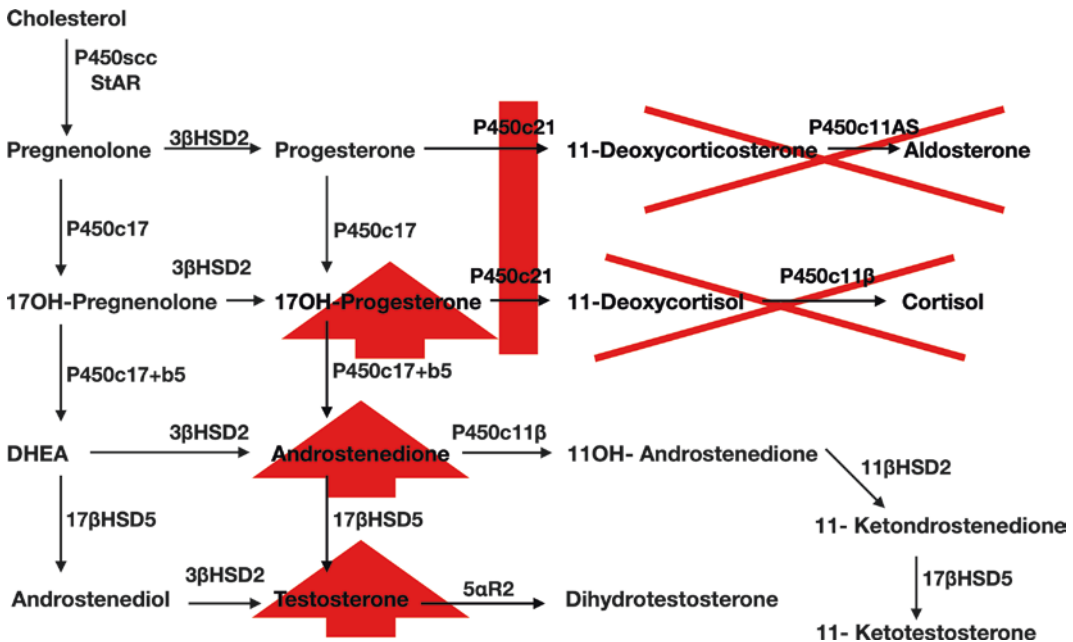 Cholesterol
P450scc
StAR
Pregnenolone
3βHSD2
Progesterone
P450c21
11-Deoxycorticosterone
P450c11AS
Aldosterone
P450c17
P450c17
17OH-Pregnenolone
3βHSD2
17OH-Progesterone
P450c21
11-Deoxycortisol
P450c11β
Cortisol
P450c17+b5
P450c17+b5
DHEA
3βHSD2
Androstenedione
P450c11β
11OH- Androstenedione
11βHSD2
17βHSD5
17βHSD5
11- Ketondrostenedione
Androstenediol
3βHSD2
Testosterone
5αR2
Dihydrotestosterone
17βHSD5
11- Ketotestosterone